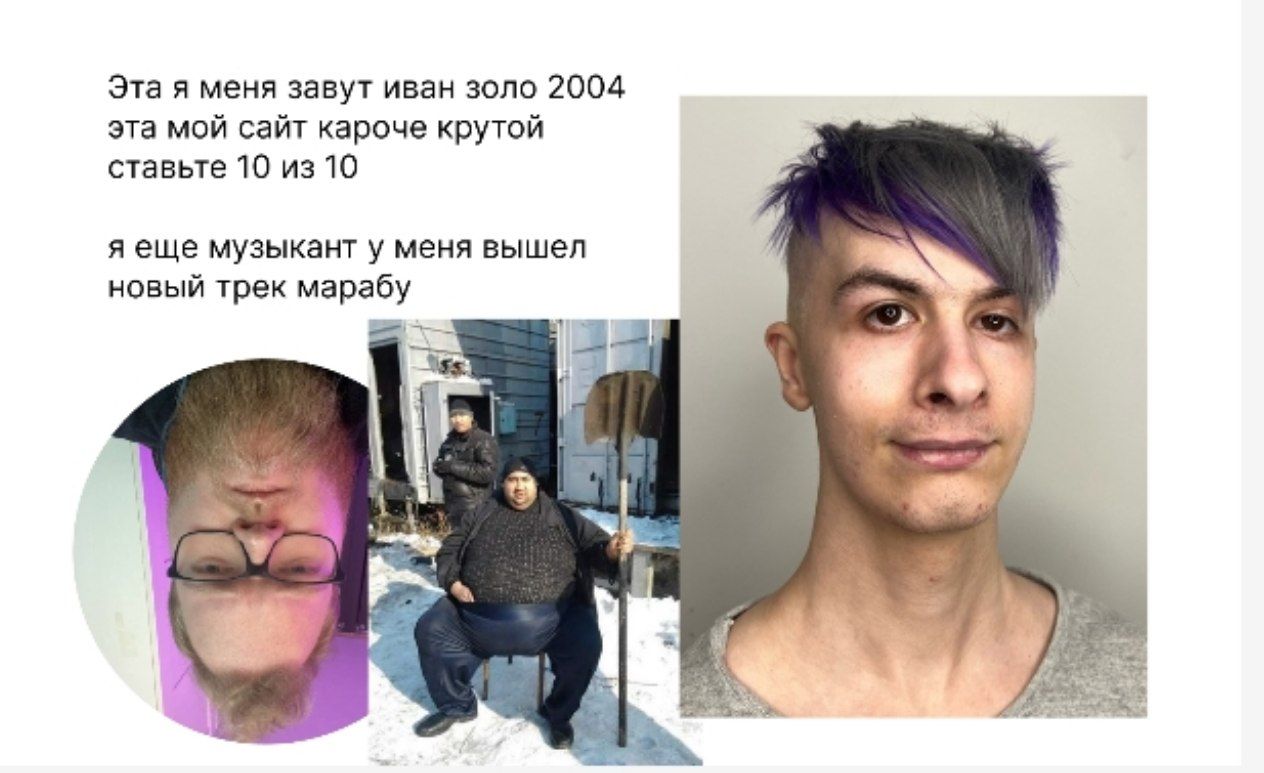 Эта я меня завут иван золо 2004
эта мой сайт кароче крутой
ставьте 10 из 10
я еще музыкант у меня вышел
новый трек марабу